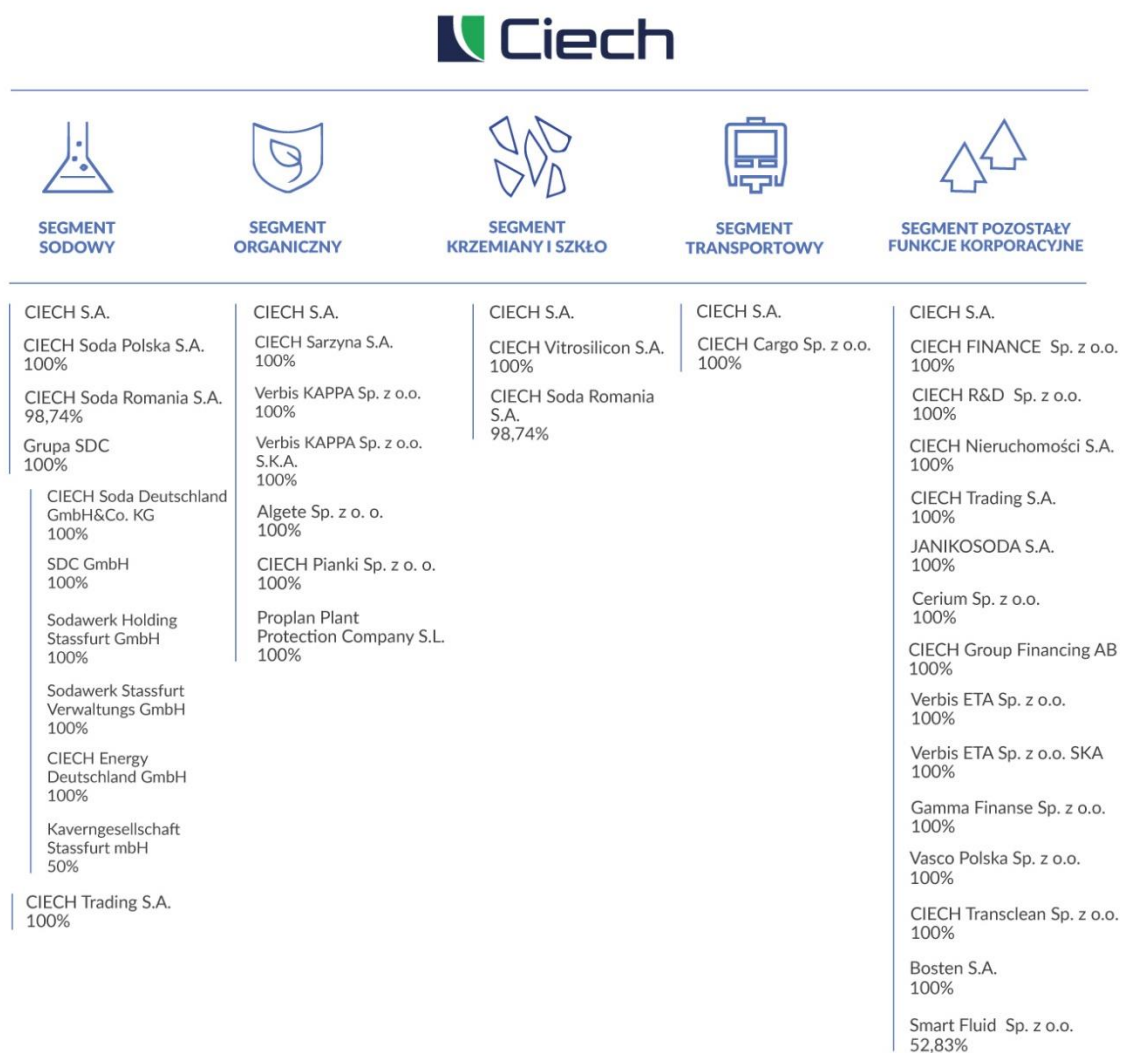 Ciech
SEGMENT
SODOWY
SEGMENT
ORGANICZNY
SEGMENT
KRZEMIANY I SZKŁO
SEGMENT
TRANSPORTOWY
SEGMENT POZOSTAŁY
FUNKCJE KORPORACYJNE
CIECH S.A.
CIECH Soda Polska S.A.
100%
CIECH Soda Romania S.A.
98,74%
Grupa SDC
100%
CIECH Soda Deutschland
GmbH&Co. KG
100%
SDC GmbH
100%
Sodawerk Holding
Stassfurt GmbH
100%
Sodawerk Stassfurt
Verwaltungs GmbH
100%
CIECH Energy
Deutschland GmbH
100%
Kaverngesellschaft
Stassfurt mbH
50%
CIECH Trading S.A.
100%
CIECH S.A.
CIECH Sarzyna S.A.
100%
Verbis KAPPA Sp. z o.o.
100%
Verbis KAPPA Sp. z o.o.
S.K.A.
100%
Algete Sp. z o. o.
100%
CIECH Pianki Sp. z o. o.
100%
Proplan Plant
Protection Company S.L.
100%
CIECH S.A.
CIECH Vitrosilicon S.A.
100%
CIECH Soda Romania
S.A.
98,74%
CIECH S.A.
CIECH Cargo Sp. z o.o.
100%
CIECH S.A.
CIECH FINANCE Sp. z o.o.
100%
CIECH R&D Sp. z o.o.
100%
CIECH Nieruchomości S.A.
100%
CIECH Trading S.A.
100%
JANIKOSODA S.A.
100%
Cerium Sp. z o.o.
100%
CIECH Group Financing AB
100%
Verbis ETA Sp. z o.o.
100%
Verbis ETA Sp. z o.o. SKA
100%
Gamma Finanse Sp. z o.o.
100%
Vasco Polska Sp. z o.o.
100%
CIECH Transclean Sp. z o.o.
100%
Bosten S.A.
100%
Smart Fluid Sp. z o.o.
52,83%